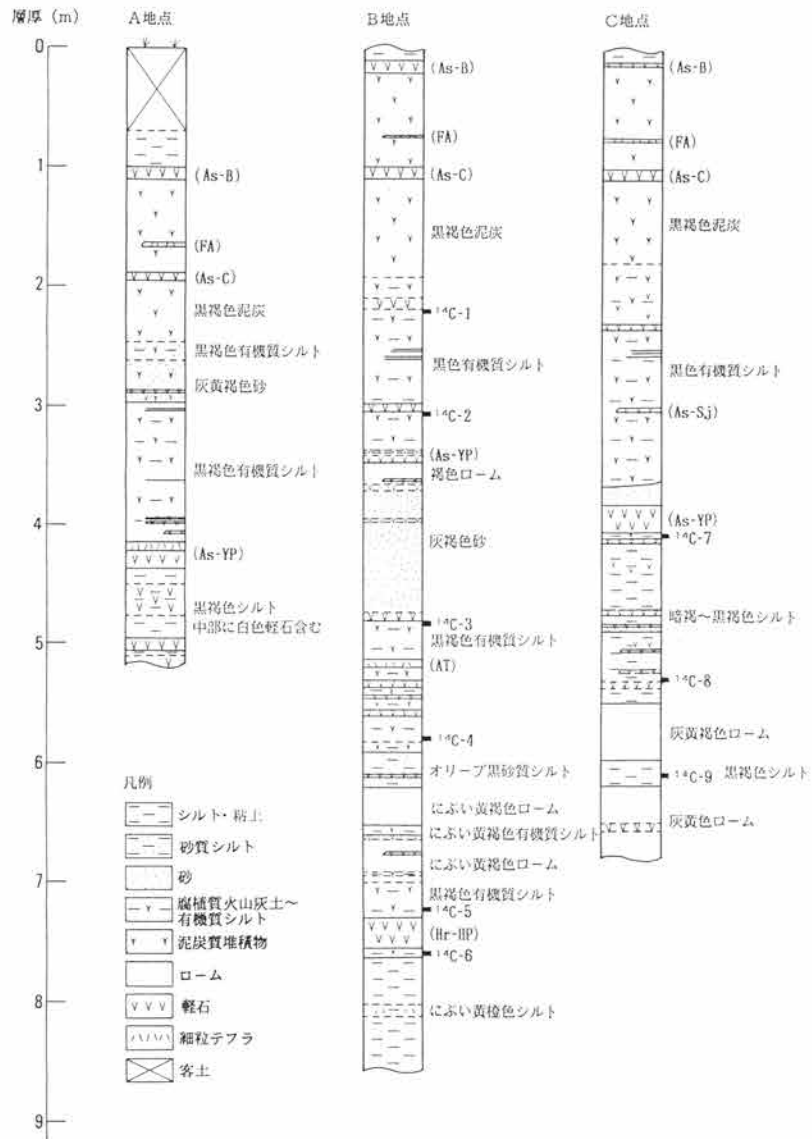 層厚 (m)
0
1
2
3
4
5
6
7
8
9
A地点
(As-B)
(FA)
(As-C)
黒褐色泥炭
黒褐色有機質シルト
灰黄褐色砂
黒褐色有機質シルト
(As-YP)
黒褐色シルト
中部に白色軽石含む
凡例
シルト・粘土
砂質シルト
砂
腐植質火山灰土～
有機質シルト
泥炭質堆積物
ローム
軽石
細粒テフラ
客土
B地点
(As-B)
(FA)
(As-C)
黒褐色泥炭
¹⁴C-1
黒色有機質シルト
¹⁴C-2
(As-YP)
褐色ローム
灰褐色砂
¹⁴C-3
黒褐色有機質シルト
(AT)
¹⁴C-4
オリーブ黒砂質シルト
にぶい黄褐色ローム
にぶい黄褐色有機質シルト
にぶい黄褐色ローム
黒褐色有機質シルト
¹⁴C-5
(Hr-HP)
¹⁴C-6
にぶい黄橙色シルト
C地点
(As-B)
(FA)
(As-C)
黒褐色泥炭
黒色有機質シルト
(As-Sj)
(As-YP)
¹⁴C-7
暗褐～黒褐色シルト
¹⁴C-8
灰黄褐色ローム
¹⁴C-9 黒褐色シルト
灰黄色ローム